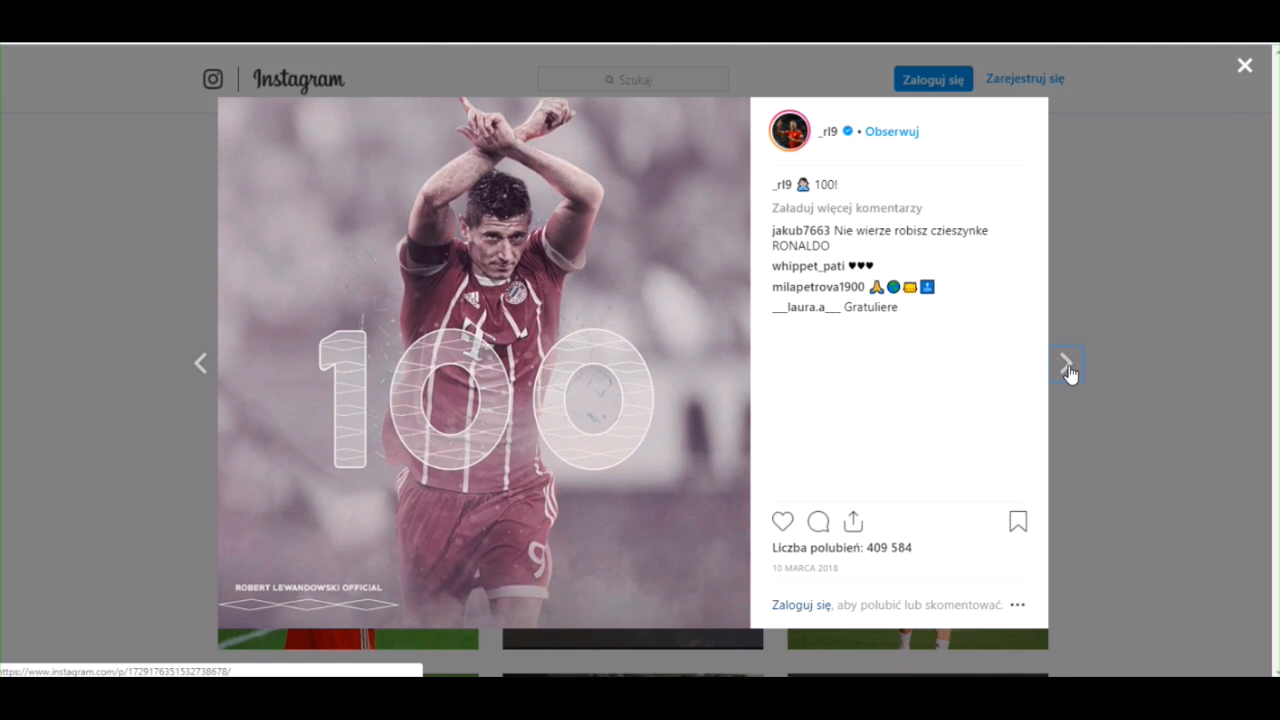 Instagram
Szukaj
Zaloguj się
Zarejestruj się
_rl9 • Obserwuj
_rl9 🤷🏻‍♂️ 100!
Załaduj więcej komentarzy
jakub7663 Nie wierze robisz czieszynke
RONALDO
whippet_pati ♥♥♥
milapetrova1900
___laura.a___ Gratuliere
T
100
9
ROBERT LEWANDOWSKI OFFICIAL
Liczba polubień: 409 584
10 MARCA 2018
Zaloguj się, aby polubić lub skomentować.
https://www.instagram.com/p/1729176351532738678/